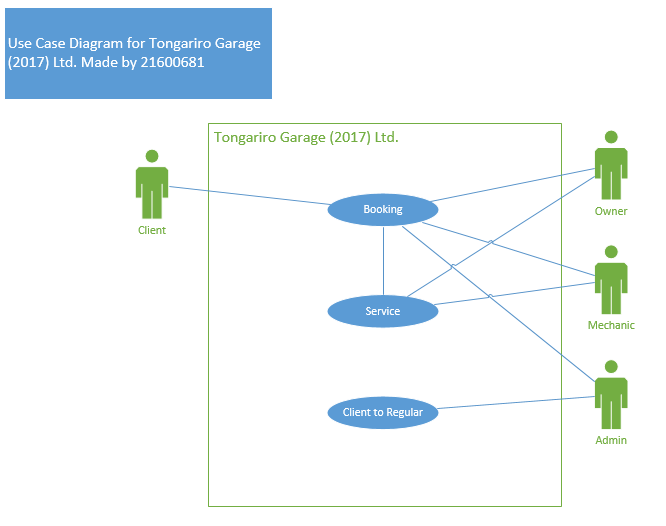 Use Case Diagram for Tongariro Garage
(2017) Ltd. Made by 21600681
Tongariro Garage (2017) Ltd.
Client
Booking
Owner
Service
Mechanic
Client to Regular
Admin